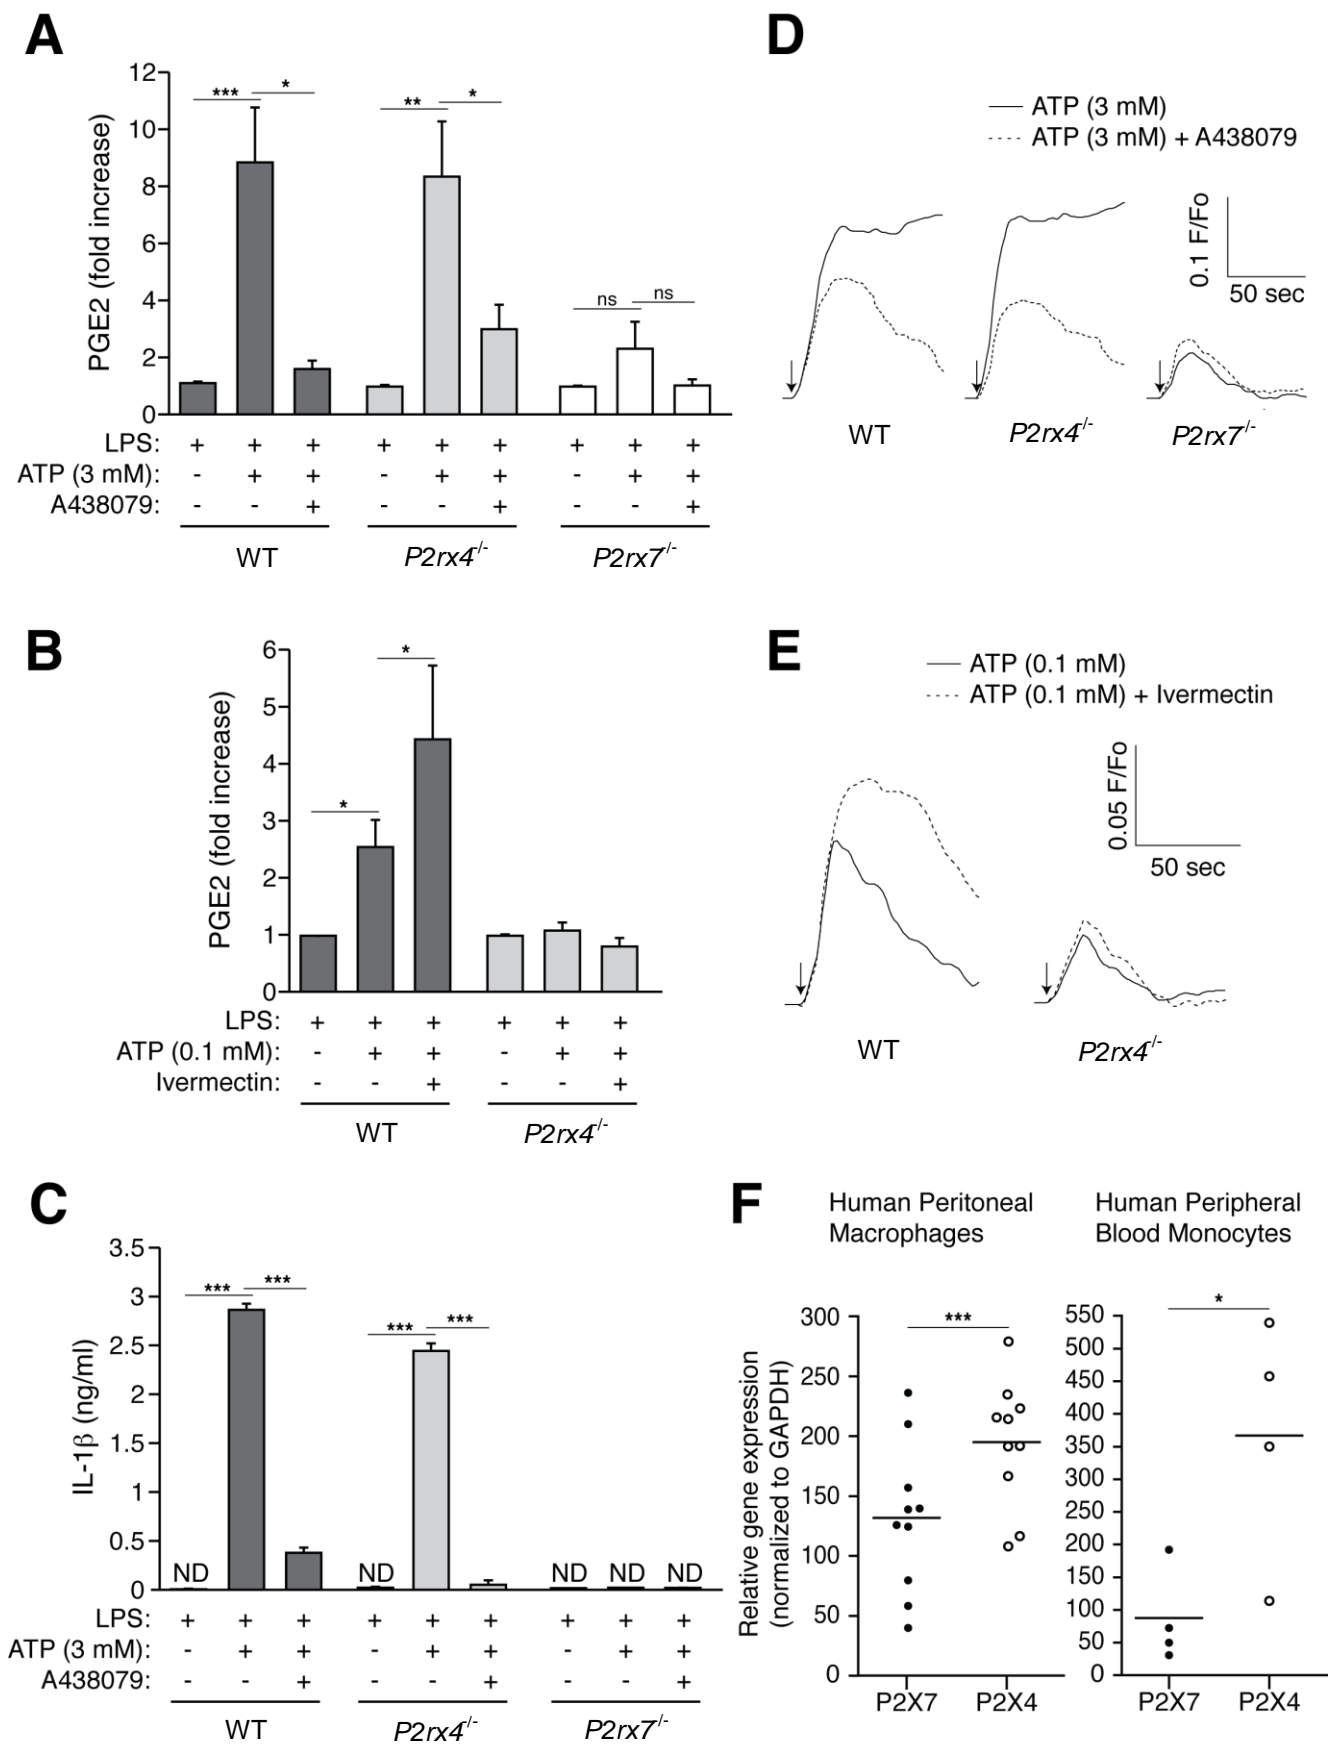 A
12
10
8
6
4
2
0
PGE2 (fold increase)
*** *
** *
ns ns
LPS: + + + + + + + + +
ATP (3 mM): - + + - + + - + +
A438079: - - + - - + - - +
WT P2rx4-/- P2rx7-/-
B
6
5
4
3
2
1
0
PGE2 (fold increase)
* *
LPS: + + + + + +
ATP (0.1 mM): - + + - + +
Ivermectin: - - + - - +
WT P2rx4-/-
C
3.5
3
2.5
2
1.5
1
0.5
0
IL-1β (ng/ml)
*** ***
*** ***
ND ND ND ND ND
LPS: + + + + + + + + +
ATP (3 mM): - + + - + + - + +
A438079: - - + - - + - - +
WT P2rx4-/- P2rx7-/-
D
ATP (3 mM)
ATP (3 mM) + A438079
0.1 F/Fo
50 sec
WT P2rx4-/- P2rx7-/-
E
ATP (0.1 mM)
ATP (0.1 mM) + Ivermectin
0.05 F/Fo
50 sec
WT P2rx4-/-
F
Human Peritoneal
Macrophages
Relative gene expression
(normalized to GAPDH)
300
250
200
150
100
50
0
***
P2X7 P2X4
Human Peripheral
Blood Monocytes
550
500
450
400
350
300
250
200
150
100
50
0
*
P2X7 P2X4